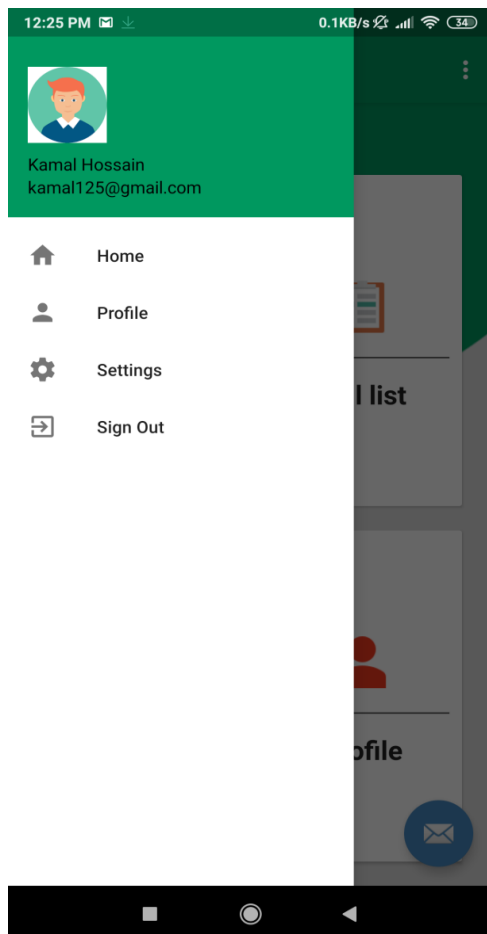 12:25 PM 0.1KB/s 34
Kamal Hossain
kamal125@gmail.com
Home
Profile
Settings
Sign Out
l list
ofile